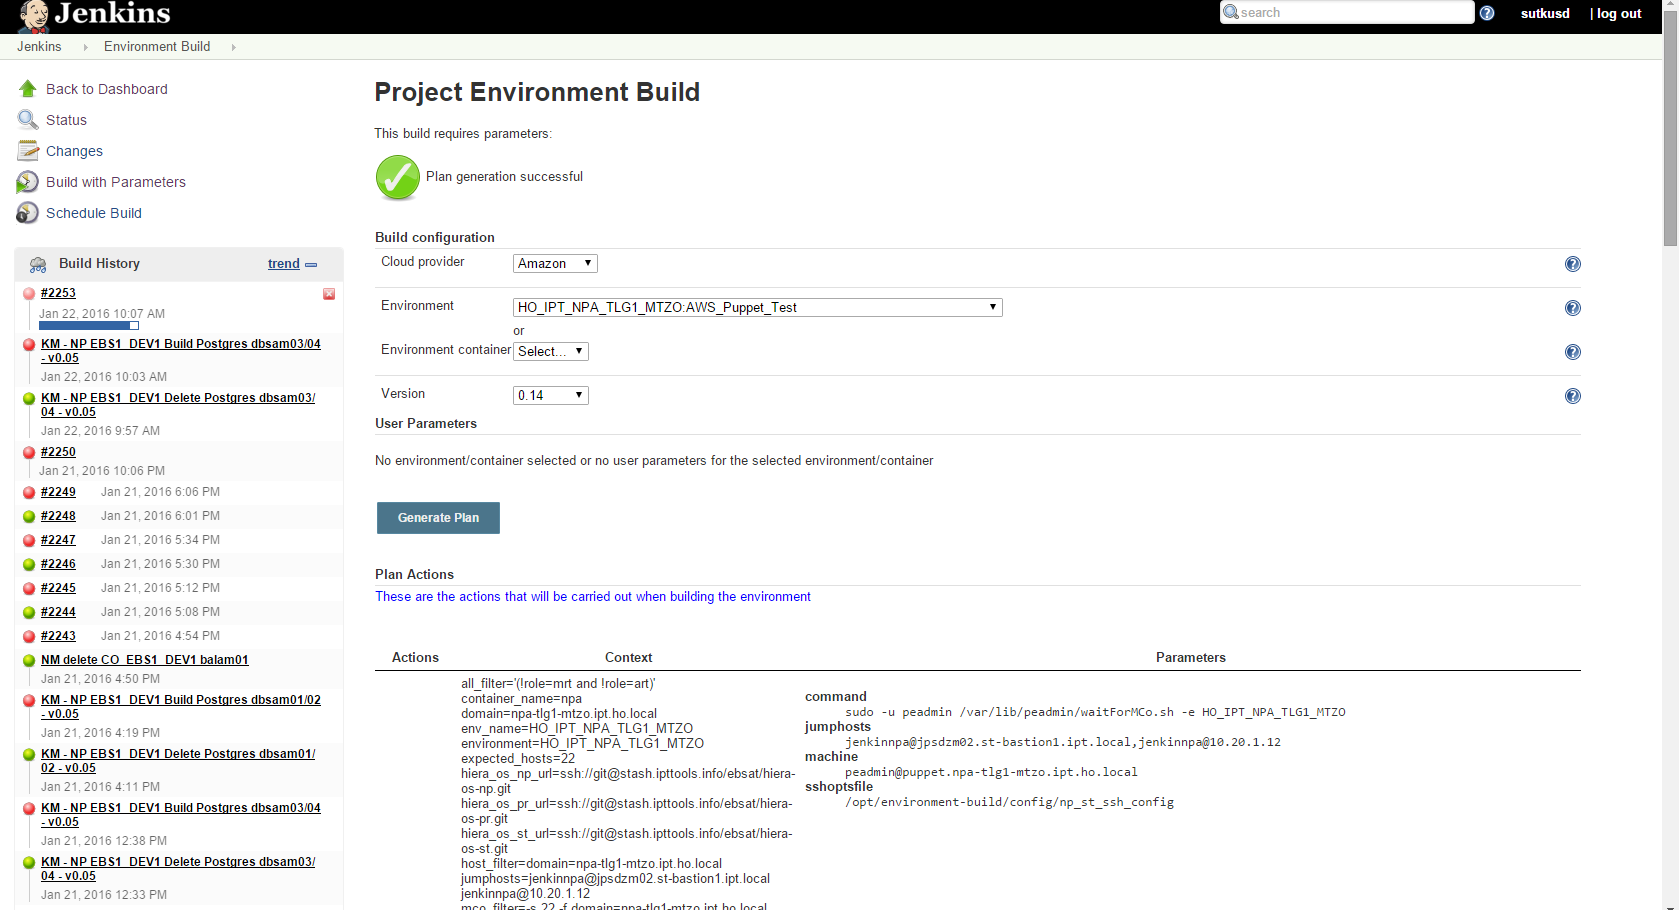 Jenkins
search
sutkusd
| log out
Jenkins
Environment Build
Back to Dashboard
Status
Changes
Build with Parameters
Schedule Build
Build History
trend
#2253
Jan 22, 2016 10:07 AM
KM - NP EBS1_DEV1 Build Postgres dbsam03/04
- v0.05
Jan 22, 2016 10:03 AM
KM - NP EBS1_DEV1 Delete Postgres dbsam03/
04 - v0.05
Jan 22, 2016 9:57 AM
#2250
Jan 21, 2016 10:06 PM
#2249 Jan 21, 2016 6:06 PM
#2248 Jan 21, 2016 6:01 PM
#2247 Jan 21, 2016 5:34 PM
#2246 Jan 21, 2016 5:30 PM
#2245 Jan 21, 2016 5:12 PM
#2244 Jan 21, 2016 5:08 PM
#2243 Jan 21, 2016 4:54 PM
NM delete CO_EBS1_DEV1 balam01
Jan 21, 2016 4:50 PM
KM - NP EBS1_DEV1 Build Postgres dbsam01/02
- v0.05
Jan 21, 2016 4:19 PM
KM - NP EBS1_DEV1 Delete Postgres dbsam01/
02 - v0.05
Jan 21, 2016 4:11 PM
KM - NP EBS1_DEV1 Build Postgres dbsam03/04
- v0.05
Jan 21, 2016 12:38 PM
KM - NP EBS1_DEV1 Delete Postgres dbsam03/
04 - v0.05
Jan 21, 2016 12:33 PM
Project Environment Build
This build requires parameters:
Plan generation successful
Build configuration
Cloud provider Amazon
Environment HO_IPT_NPA_TLG1_MTZO:AWS_Puppet_Test
or
Environment container Select...
Version 0.14
User Parameters
No environment/container selected or no user parameters for the selected environment/container
Generate Plan
Plan Actions
These are the actions that will be carried out when building the environment
Actions Context Parameters
all_filter='(!role=mrt and !role=art)'
container_name=npa
domain=npa-tlg1-mtzo.ipt.ho.local
env_name=HO_IPT_NPA_TLG1_MTZO
environment=HO_IPT_NPA_TLG1_MTZO
expected_hosts=22
hiera_os_np_url=ssh://git@stash.ipttools.info/ebsat/hiera-
os-np.git
hiera_os_pr_url=ssh://git@stash.ipttools.info/ebsat/hiera-
os-pr.git
hiera_os_st_url=ssh://git@stash.ipttools.info/ebsat/hiera-
os-st.git
host_filter=domain=npa-tlg1-mtzo.ipt.ho.local
jumphosts=jenkinnpa@jpsdzm02.st-bastion1.ipt.local
jenkinnpa@10.20.1.12
mco_filter=-s 22 -f domain=npa-tlg1-mtzo.ipt.ho.local
command
sudo -u peadmin /var/lib/peadmin/waitForMCo.sh -e HO_IPT_NPA_TLG1_MTZO
jumphosts
jenkinnpa@jpsdzm02.st-bastion1.ipt.local,jenkinnpa@10.20.1.12
machine
peadmin@puppet.npa-tlg1-mtzo.ipt.ho.local
sshoptsfile
/opt/environment-build/config/np_st_ssh_config